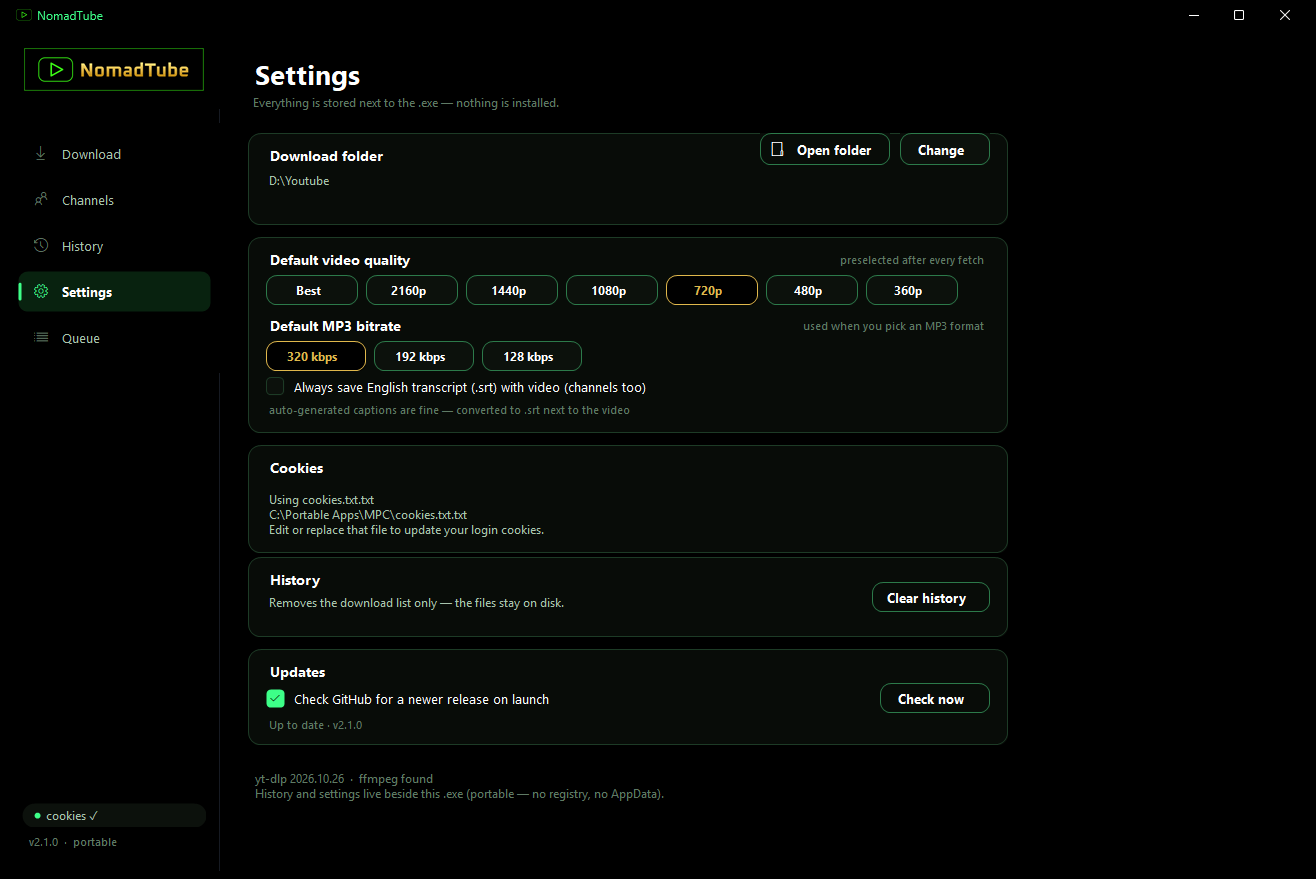 NomadTube
NomadTube
Download
Channels
History
Settings
Queue
cookies ✓
v2.1.0 · portable
Settings
Everything is stored next to the .exe — nothing is installed.
Download folder
Open folder
Change
D:\Youtube
Default video quality
preselected after every fetch
Best 2160p 1440p 1080p 720p 480p 360p
Default MP3 bitrate
used when you pick an MP3 format
320 kbps 192 kbps 128 kbps
Always save English transcript (.srt) with video (channels too)
auto-generated captions are fine — converted to .srt next to the video
Cookies
Using cookies.txt.txt
C:\Portable Apps\MPC\cookies.txt.txt
Edit or replace that file to update your login cookies.
History
Removes the download list only — the files stay on disk.
Clear history
Updates
Check GitHub for a newer release on launch
Check now
Up to date · v2.1.0
yt-dlp 2026.10.26 · ffmpeg found
History and settings live beside this .exe (portable — no registry, no AppData).